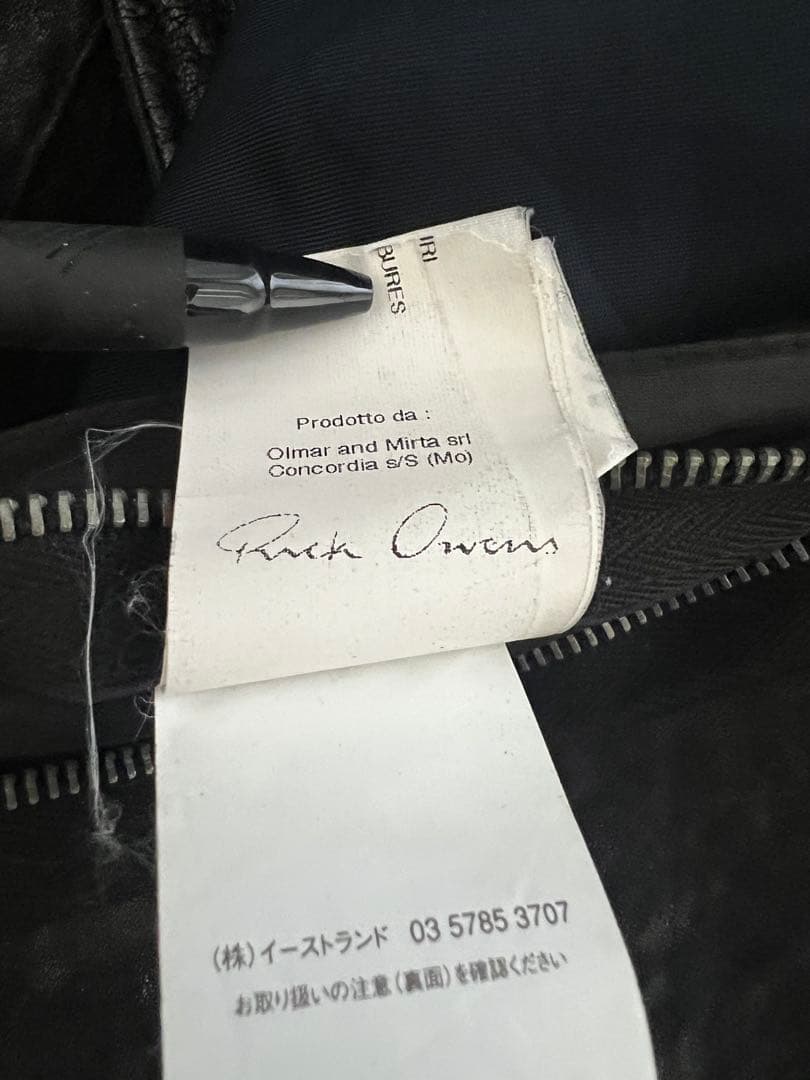 IRI
BURES
Prodotto da :
Olmar and Mirta srl
Concordia s/S (Mo)
Rick Owens
(株)イーストランド 03 5785 3707
お取り扱いの注意(裏面)を確認ください